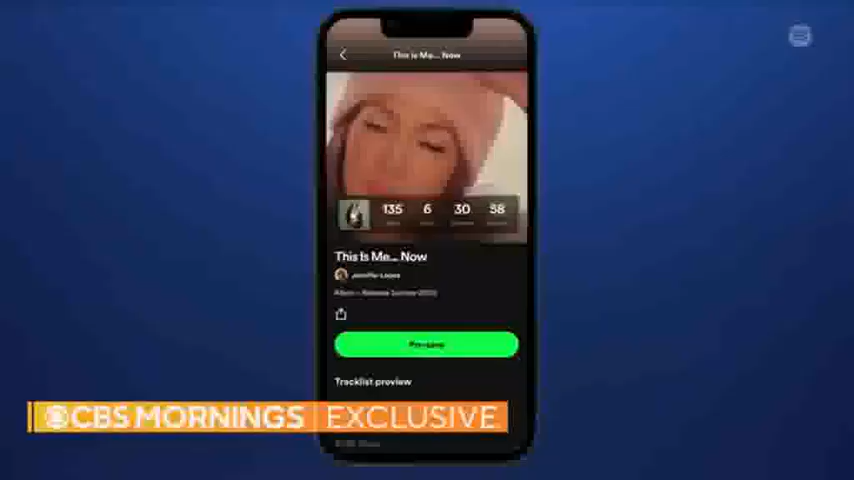 This Is Me... Now
135 6 30 58
This Is Me... Now
Jennifer Lopez
Pre-save
Tracklist preview
CBS MORNINGS EXCLUSIVE